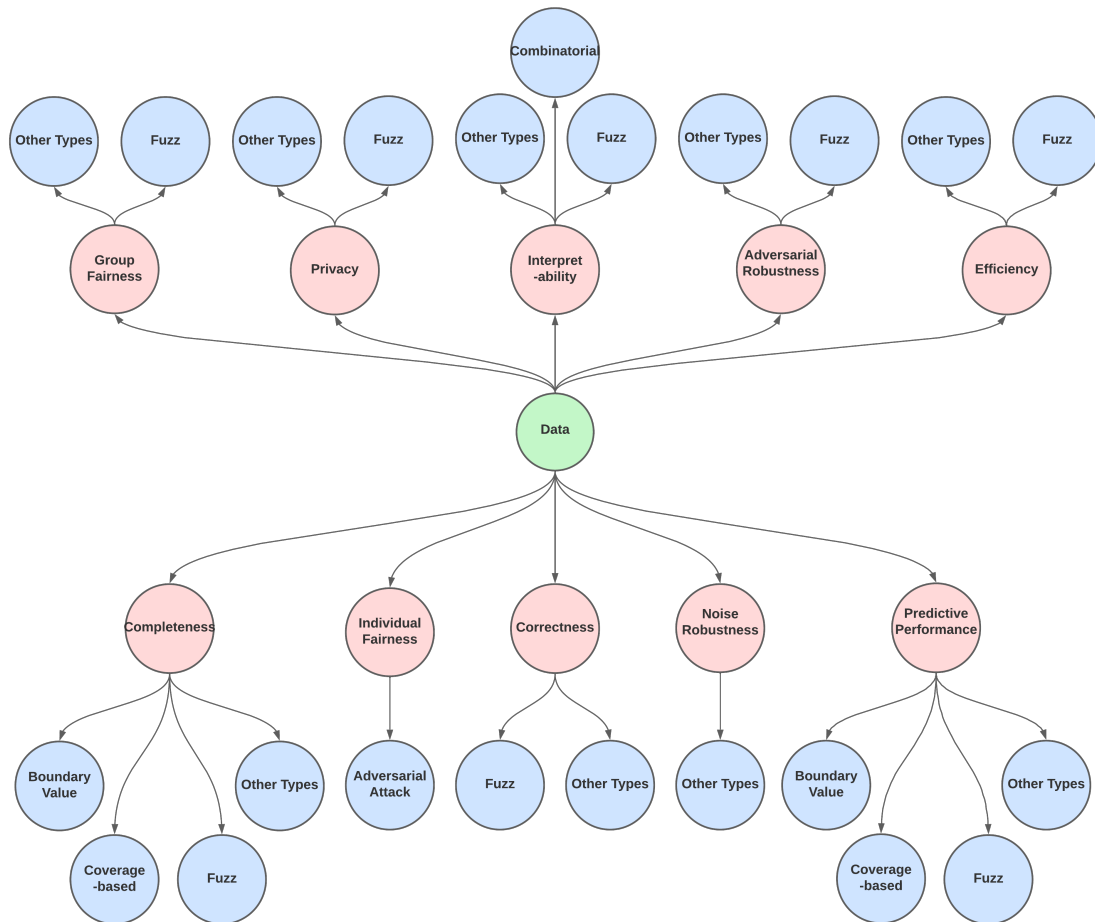 Combinatorial
Other Types
Fuzz
Other Types
Fuzz
Other Types
Fuzz
Other Types
Fuzz
Other Types
Fuzz
Group
Fairness
Privacy
Interpret
-ability
Adversarial
Robustness
Efficiency
Data
Completeness
Individual
Fairness
Correctness
Noise
Robustness
Predictive
Performance
Boundary
Value
Other Types
Adversarial
Attack
Fuzz
Other Types
Other Types
Boundary
Value
Other Types
Coverage
-based
Fuzz
Coverage
-based
Fuzz